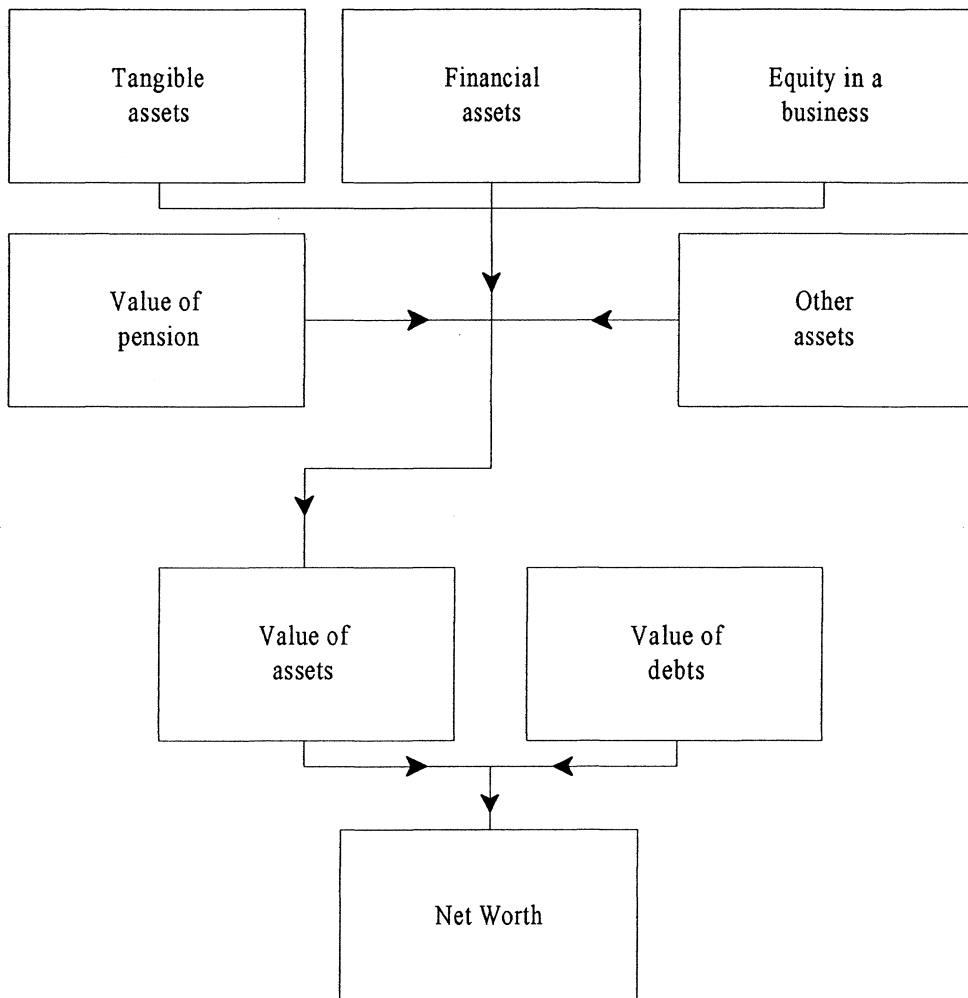 Tangible
assets
Financial
assets
Equity in a
business
Value of
pension
Other
assets
Value of
assets
Value of
debts
Net Worth